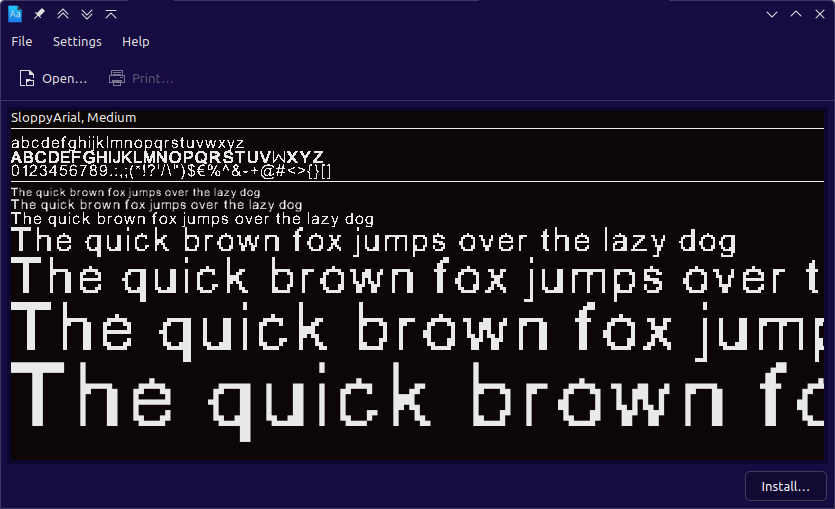 Aa
File Settings Help
Open... Print...
SloppyArial, Medium
abcdefghijklmnopqrstuvwxyz
ABCDEFGHIJKLMNOPQRSTUVWXYZ
0123456789.:,;(*!?'/\")$€%^&-+@#<>{}[]
The quick brown fox jumps over the lazy dog
The quick brown fox jumps over the lazy dog
The quick brown fox jumps over the lazy dog
The quick brown fox jumps over the lazy dog
The quick brown fox jumps over t
The quick brown fox jump
The quick brown fo
Install...